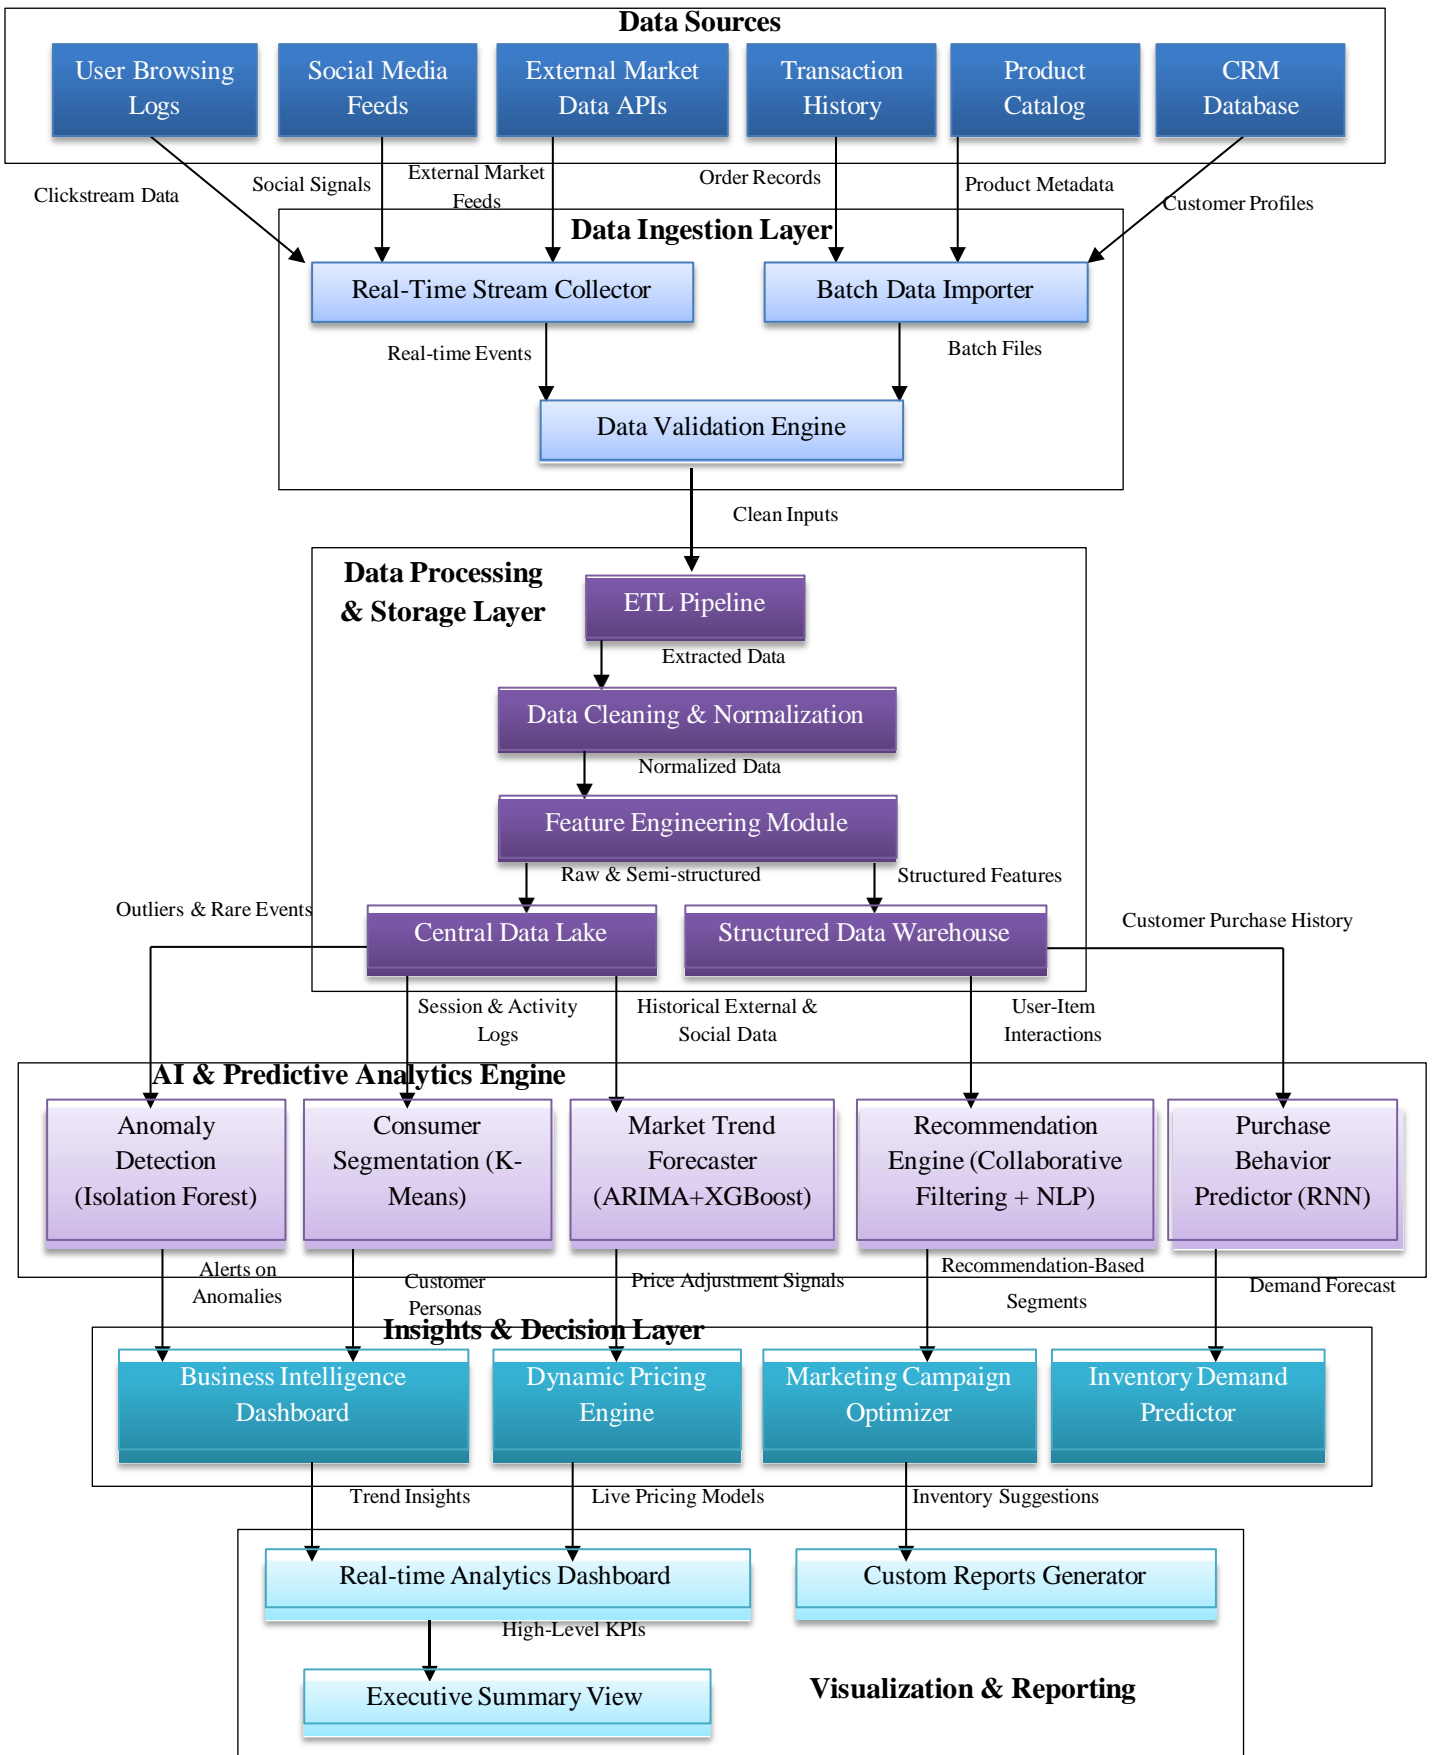 Data Sources
User Browsing
Logs
Social Media
Feeds
External Market
Data APIs
Transaction
History
Product
Catalog
CRM
Database
Clickstream Data
Social Signals
External Market
Feeds
Order Records
Product Metadata
Customer Profiles
Data Ingestion Layer
Real-Time Stream Collector
Batch Data Importer
Real-time Events
Batch Files
Data Validation Engine
Clean Inputs
Data Processing
& Storage Layer
ETL Pipeline
Extracted Data
Data Cleaning & Normalization
Normalized Data
Feature Engineering Module
Raw & Semi-structured
Structured Features
Outliers & Rare Events
Central Data Lake
Structured Data Warehouse
Customer Purchase History
Session & Activity
Logs
Historical External &
Social Data
User-Item
Interactions
AI & Predictive Analytics Engine
Anomaly
Detection
(Isolation Forest)
Consumer
Segmentation (K-
Means)
Market Trend
Forecaster
(ARIMA+XGBoost)
Recommendation
Engine (Collaborative
Filtering + NLP)
Purchase
Behavior
Predictor (RNN)
Alerts on
Anomalies
Customer
Personas
Price Adjustment Signals
Recommendation-Based
Segments
Demand Forecast
Insights & Decision Layer
Business Intelligence
Dashboard
Dynamic Pricing
Engine
Marketing Campaign
Optimizer
Inventory Demand
Predictor
Trend Insights
Live Pricing Models
Inventory Suggestions
Real-time Analytics Dashboard
Custom Reports Generator
High-Level KPIs
Executive Summary View
Visualization & Reporting